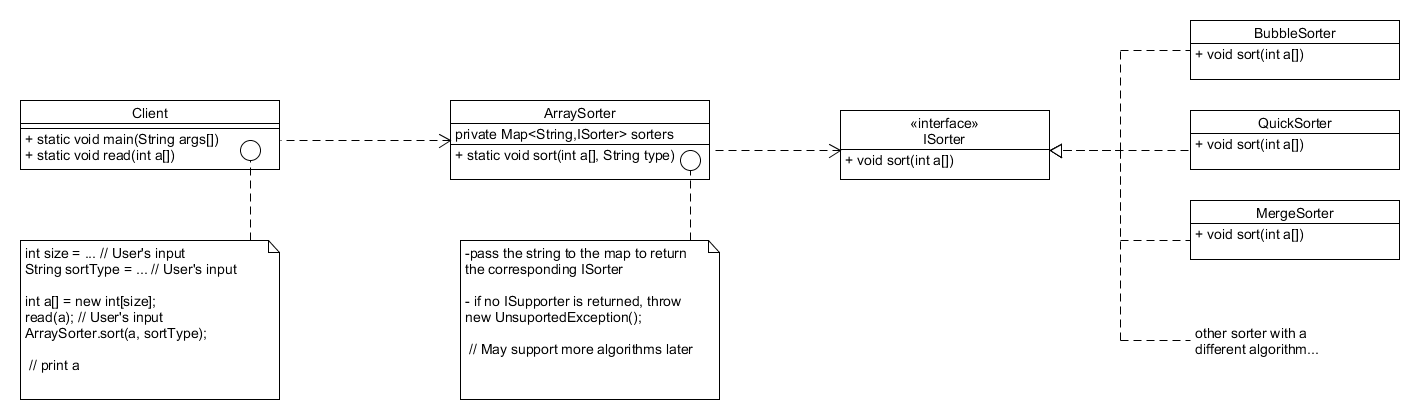 Client
+ static void main(String args[])
+ static void read(int a[])
int size = ... // User's input
String sortType = ... // User's input
int a[] = new int[size];
read(a); // User's input
ArraySorter.sort(a, sortType);
// print a
ArraySorter
private Map<String,ISorter> sorters
+ static void sort(int a[], String type)
-pass the string to the map to return
the corresponding ISorter
- if no ISupporter is returned, throw
new UnsuportedException();
// May support more algorithms later
«interface»
ISorter
+ void sort(int a[])
BubbleSorter
+ void sort(int a[])
QuickSorter
+ void sort(int a[])
MergeSorter
+ void sort(int a[])
other sorter with a
different algorithm...